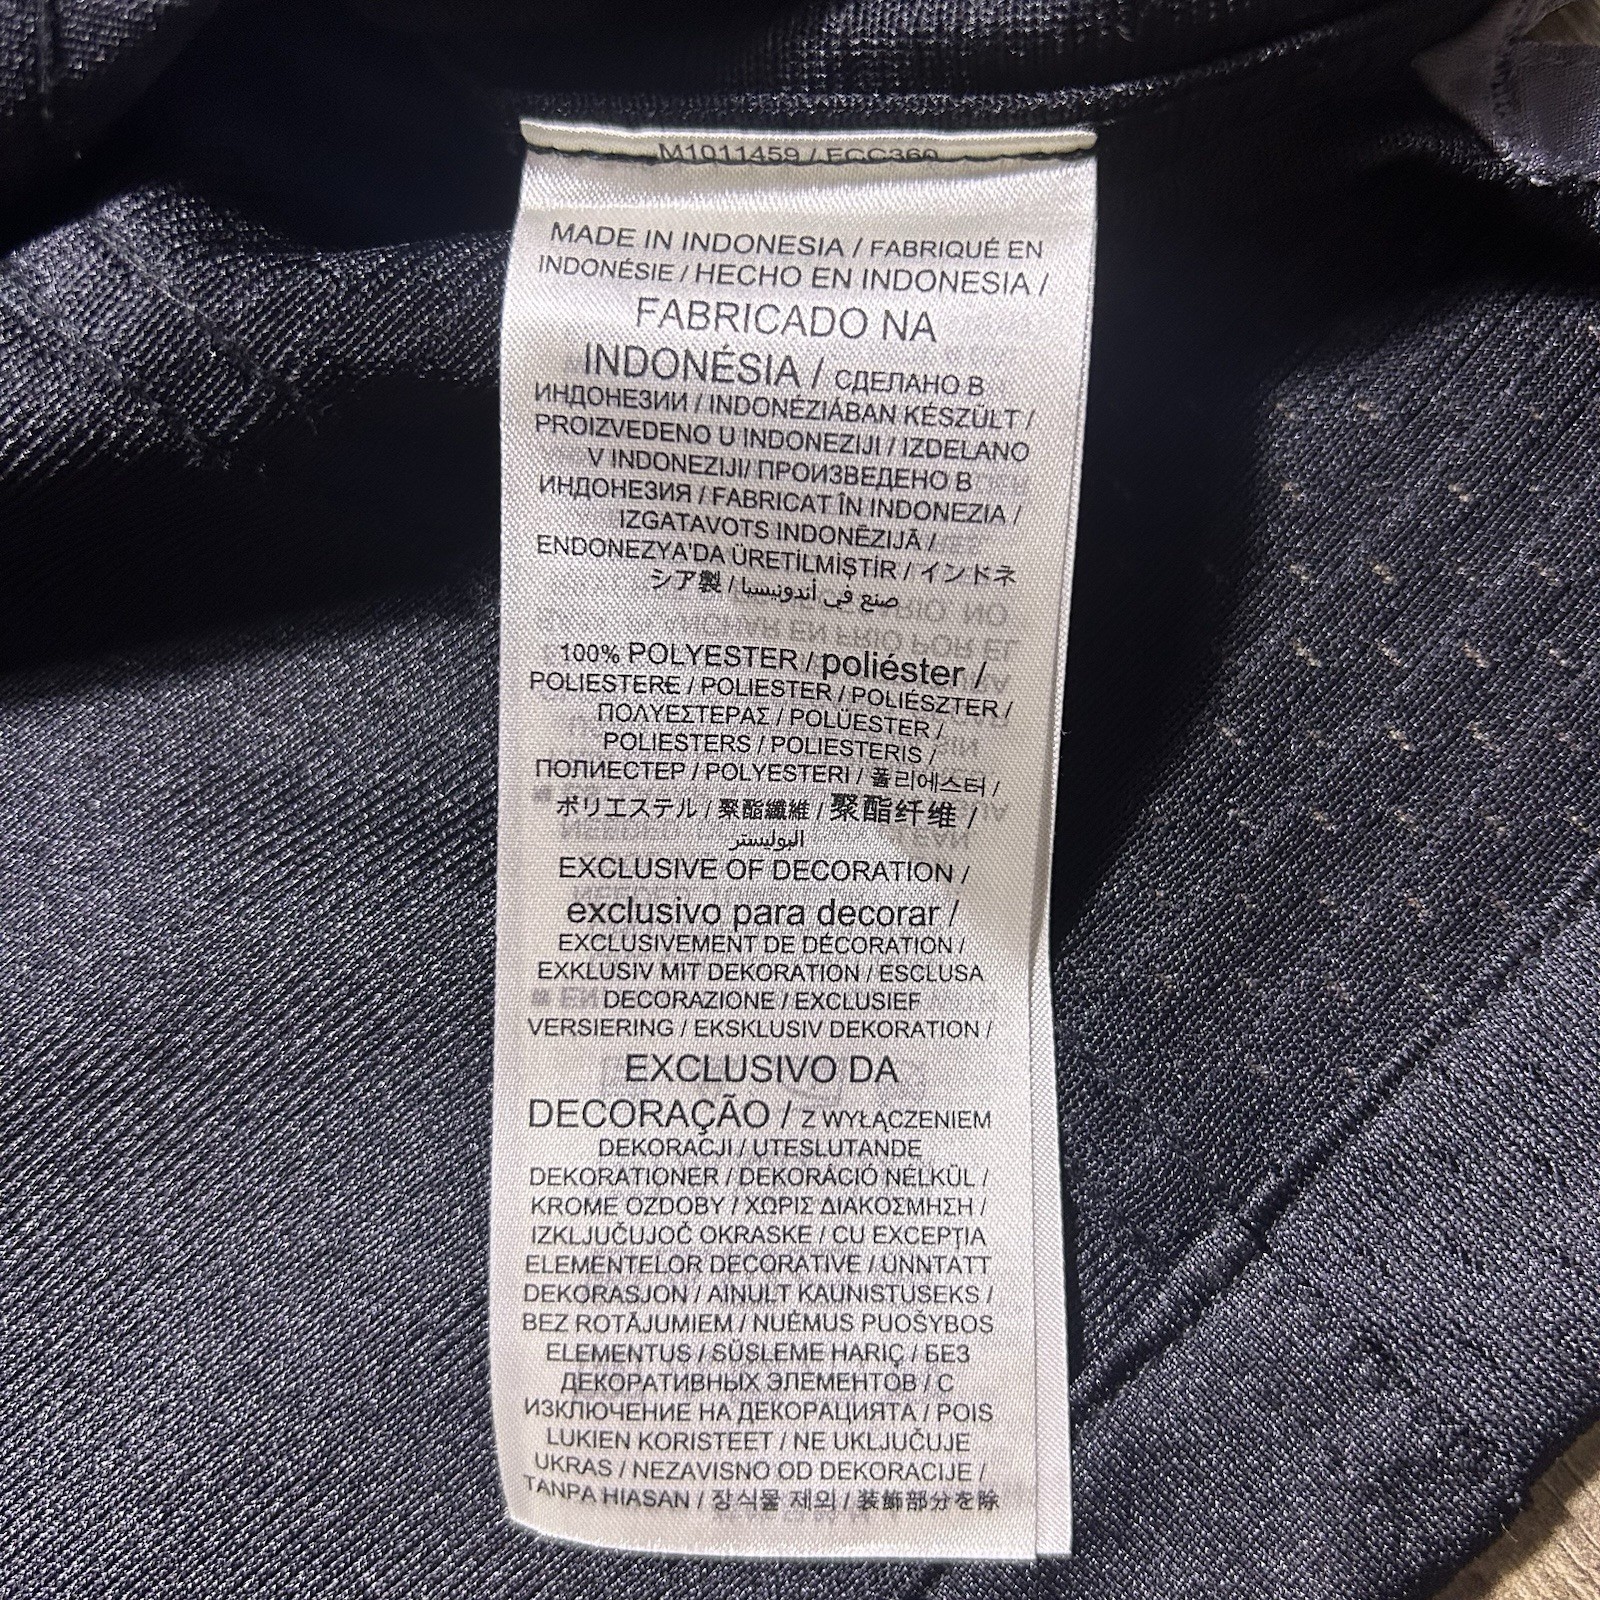 M1011459 / ECC360
MADE IN INDONESIA / FABRIQUÉ EN
INDONÉSIE / HECHO EN INDONESIA /
FABRICADO NA
INDONÉSIA / СДЕЛАНО В
ИНДОНЕЗИИ / INDONÉZIÁBAN KÉSZÜLT /
PROIZVEDENO U INDONEZIJI / IZDELANO
V INDONEZIJI/ ПРОИЗВЕДЕНО В
ИНДОНЕЗИЯ / FABRICAT ÎN INDONEZIA /
IZGATAVOTS INDONĒZIJĀ /
ENDONEZYA'DA ÜRETİLMİŞTİR / インドネ
シア製 / صنع في أندونيسيا
100% POLYESTER / poliéster /
POLIESTERE / POLIESTER / POLIÉSZTER /
ΠΟΛΥΕΣΤΕΡΑΣ / POLÜESTER /
POLIESTERS / POLIESTERIS /
ПОЛИЕСТЕР / POLYESTERI / 폴리에스터 /
ポリエステル / 聚酯纖維 / 聚酯纤维 /
البوليستر
EXCLUSIVE OF DECORATION /
exclusivo para decorar /
EXCLUSIVEMENT DE DÉCORATION /
EXKLUSIV MIT DEKORATION / ESCLUSA
DECORAZIONE / EXCLUSIEF
VERSIERING / EKSKLUSIV DEKORATION /
EXCLUSIVO DA
DECORAÇÃO / Z WYŁĄCZENIEM
DEKORACJI / UTESLUTANDE
DEKORATIONER / DEKORÁCIÓ NÉLKÜL /
KROMĚ OZDOBY / ΧΩΡΙΣ ΔΙΑΚΟΣΜΗΣΗ /
IZKLJUČUJOČ OKRASKE / CU EXCEPȚIA
ELEMENTELOR DECORATIVE / UNNTATT
DEKORASJON / AINULT KAUNISTUSEKS /
BEZ ROTĀJUMIEM / NUĖMUS PUOŠYBOS
ELEMENTUS / SÜSLEME HARİÇ / БЕЗ
ДЕКОРАТИВНЫХ ЭЛЕМЕНТОВ / С
ИЗКЛЮЧЕНИЕ НА ДЕКОРАЦИЯТА / POIS
LUKIEN KORISTEET / NE UKLJUČUJE
UKRAS / NEZAVISNO OD DEKORACIJE /
TANPA HIASAN / 장식물 제외 / 装飾部分を除